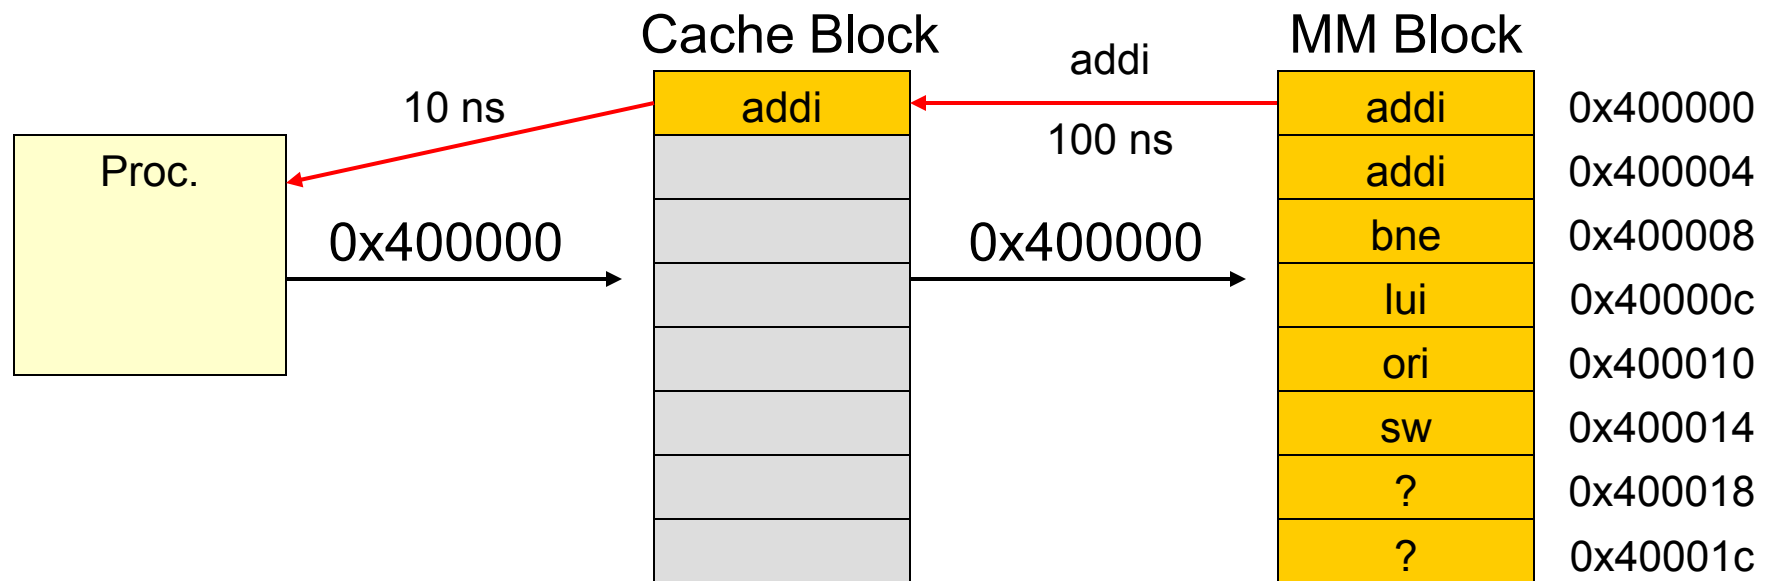 Cache Block
MM Block
addi
10 ns
addi
addi
0x400000
100 ns
Proc.
addi
0x400004
0x400000
0x400000
bne
0x400008
lui
0x40000c
ori
0x400010
sw
0x400014
?
0x400018
?
0x40001c